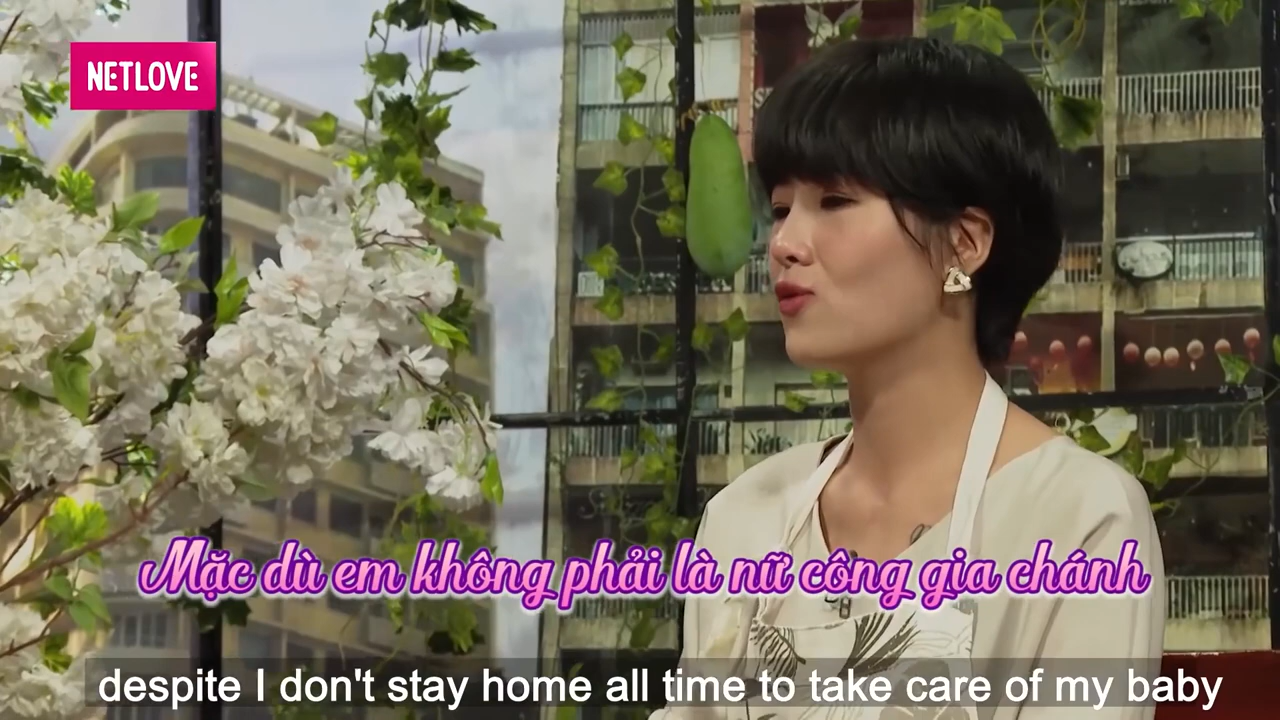 NETLOVE
Mặc dù em không phải là nữ công gia chánh
despite I don't stay home all time to take care of my baby